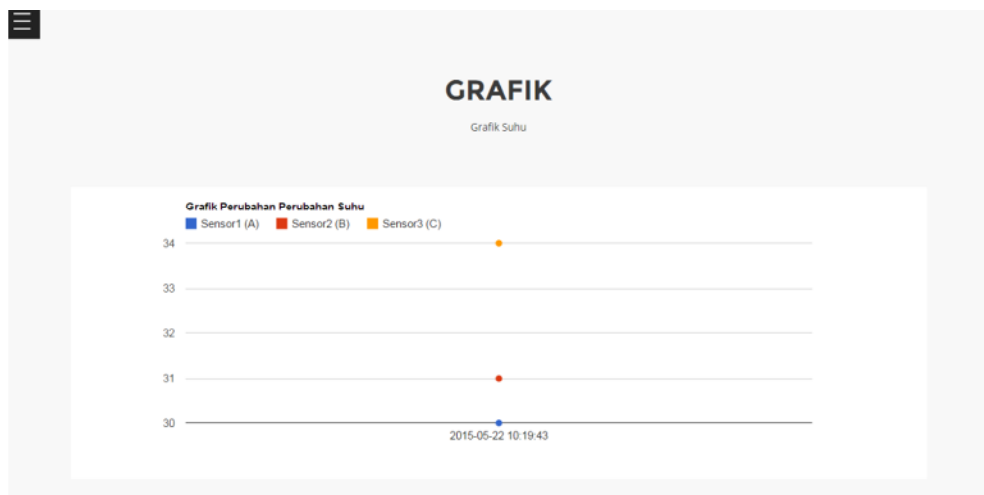 GRAFIK
Grafik Suhu
Grafik Perubahan Perubahan Suhu
Sensor1 (A) Sensor2 (B) Sensor3 (C)
34
33
32
31
30
2015-05-22 10:19:43